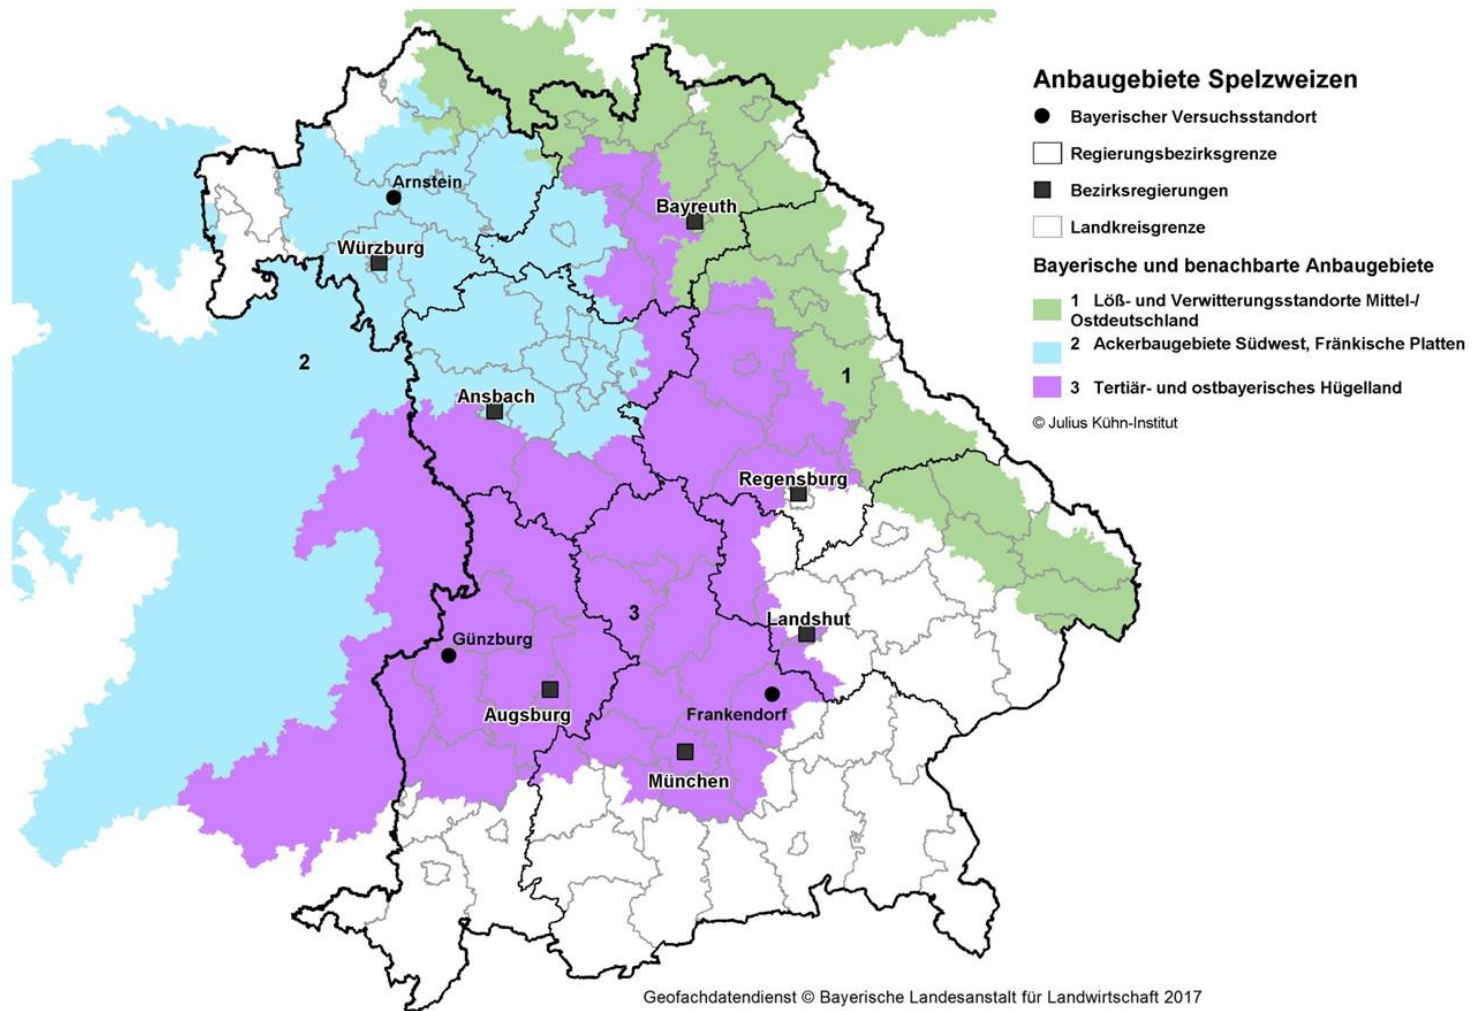 Anbaugebiete Spelzweizen
Bayerischer Versuchsstandort
Regierungsbezirksgrenze
Bezirksregierungen
Landkreisgrenze
Bayerische und benachbarte Anbaugebiete
1 Löß- und Verwitterungsstandorte Mittel-/
Ostdeutschland
2 Ackerbaugebiete Südwest, Fränkische Platten
3 Tertiär- und ostbayerisches Hügelland
© Julius Kühn-Institut
Arnstein
Bayreuth
Würzburg
2
1
Ansbach
Regensburg
3
Landshut
Günzburg
Augsburg
Frankendorf
München
Geofachdatendienst © Bayerische Landesanstalt für Landwirtschaft 2017